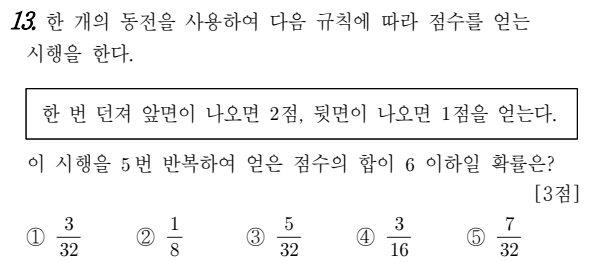 13. 한 개의 동전을 사용하여 다음 규칙에 따라 점수를 얻는
시행을 한다.
한 번 던져 앞면이 나오면 2점, 뒷면이 나오면 1점을 얻는다.
이 시행을 5번 반복하여 얻은 점수의 합이 6 이하일 확률은?
[3점]
① 3/32 ② 1/8 ③ 5/32 ④ 3/16 ⑤ 7/32